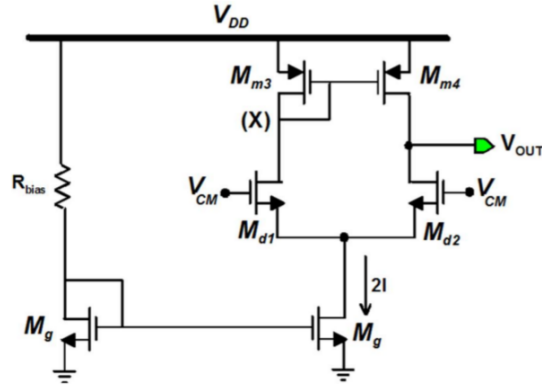 V_DD
M_m3
M_m4
(X)
V_OUT
R_bias
V_CM
V_CM
M_d1
M_d2
2I
M_g
M_g